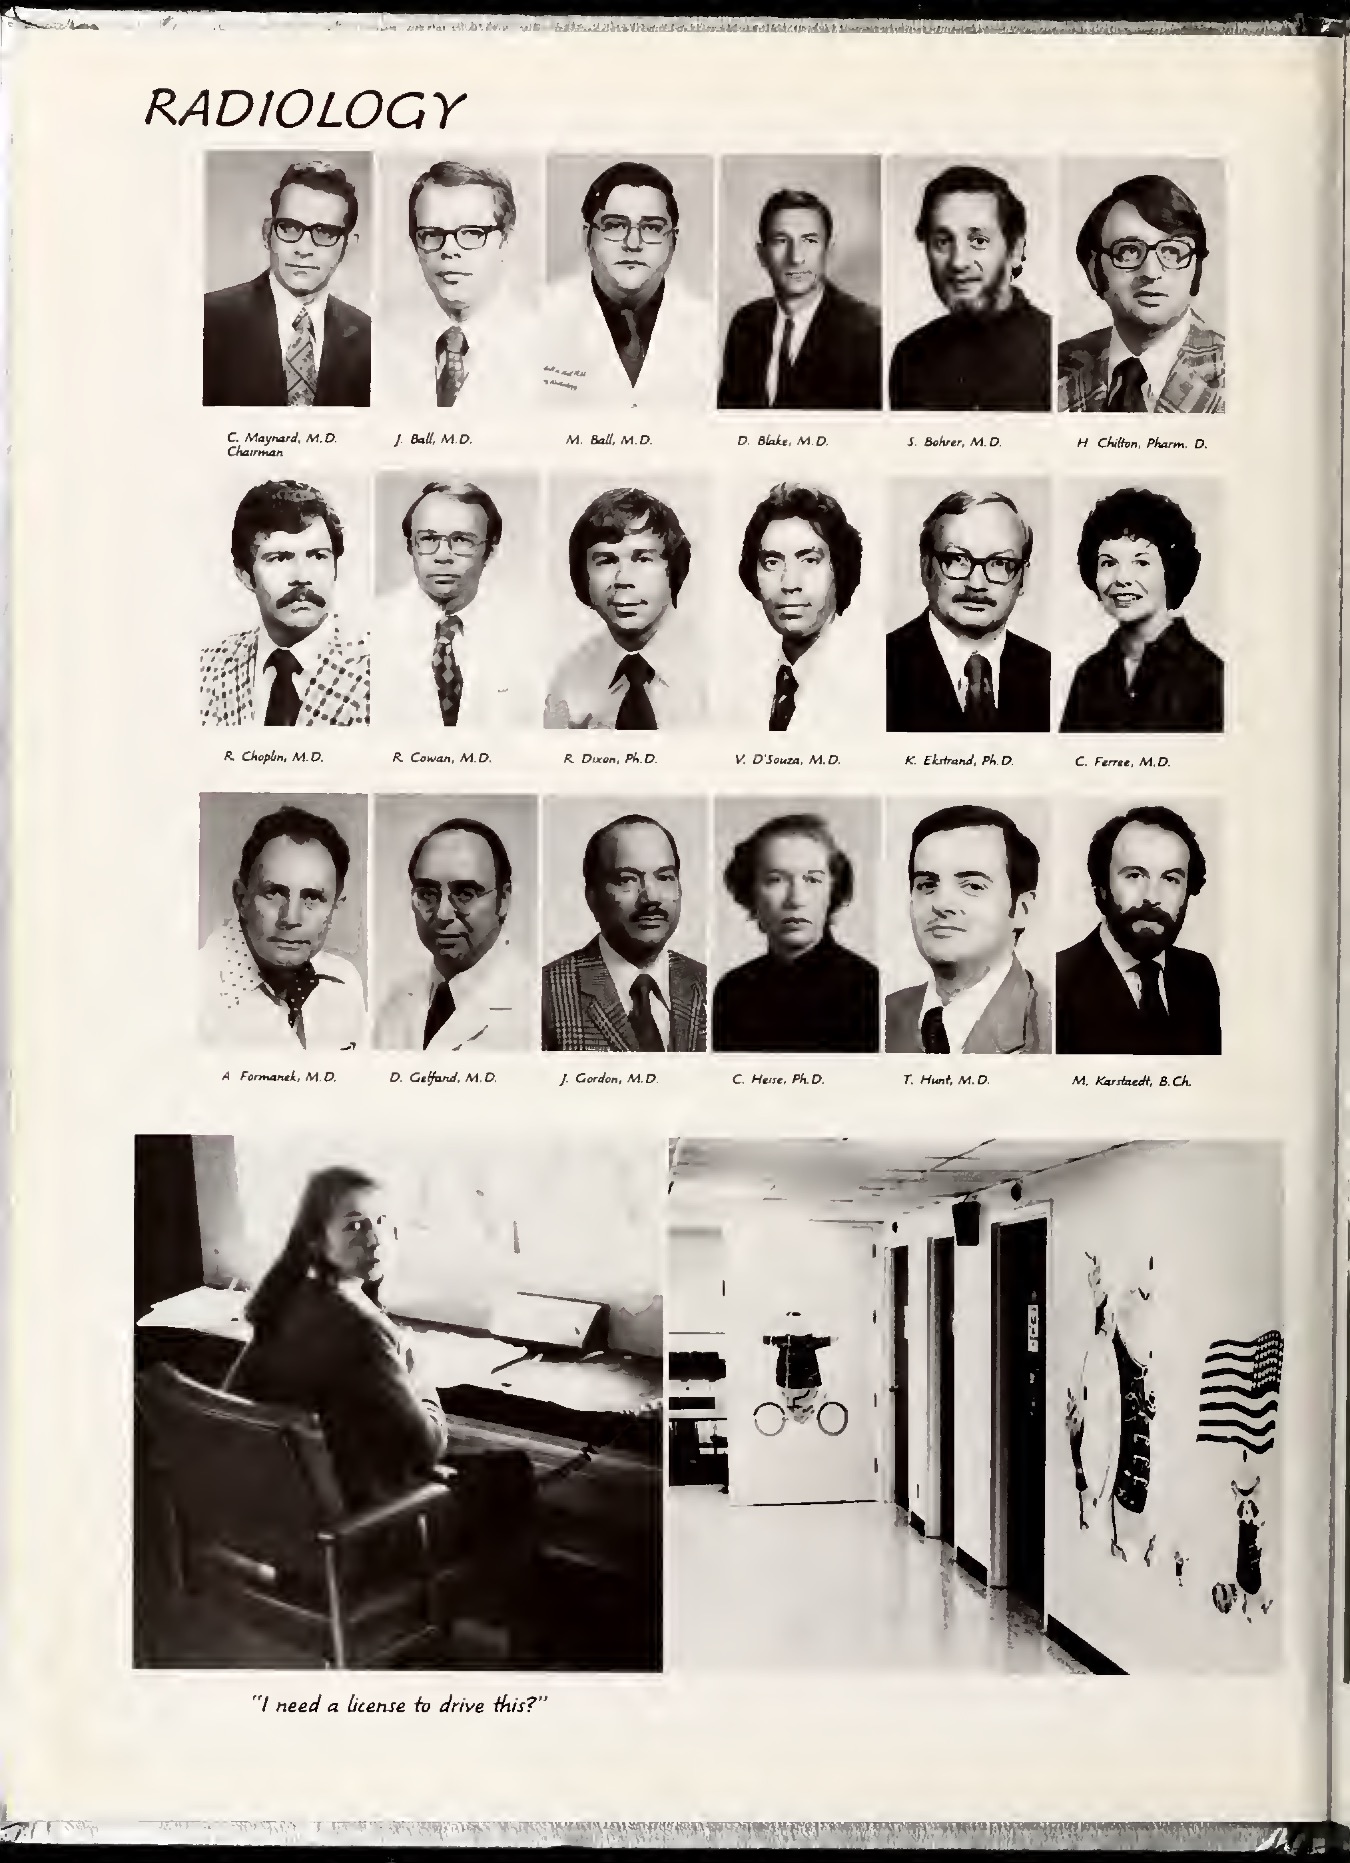 RADIOLOGY
C. Maynard, M.D.
Chairman
J. Ball, M.D.
M. Ball, M.D.
D. Blake, M.D.
S. Bohrer, M.D.
H Chilton, Pharm. D.
R. Choplin, M.D.
R. Cowan, M.D.
R. Dixon, Ph.D.
V. D'Souza, M.D.
K. Ekstrand, Ph.D.
C. Ferree, M.D.
A Formanek, M.D.
D. Gelfand, M.D.
J. Gordon, M.D.
C. Heise, Ph.D.
T. Hunt, M.D.
M. Karstaedt, B.Ch.
"I need a license to drive this?"